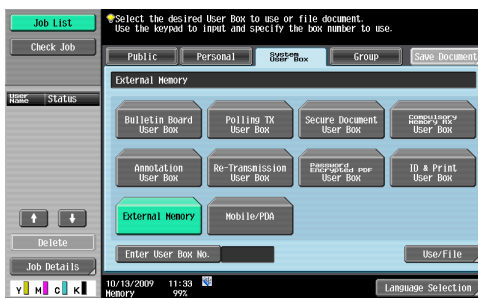 Job List
Check Job
User Name
Status
Delete
Job Details
Y M C K
Select the desired User Box to use or file document.
Use the keypad to input and specify the box number to use.
Public
Personal
System User Box
Group
Save Document
External Memory
Bulletin Board
User Box
Polling TX
User Box
Secure Document
User Box
Compulsory
Memory RX
User Box
Annotation
User Box
Re-Transmission
User Box
Password
Encrypted PDF
User Box
ID & Print
User Box
External Memory
Mobile/PDA
Enter User Box No.
Use/File
10/13/2009 11:33
Memory 99%
Language Selection